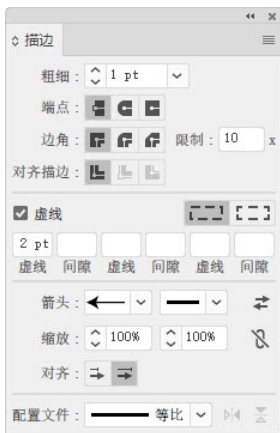 描边
粗细： 1 pt
端点：
边角： 限制： 10 x
对齐描边：
虚线
2 pt
虚线 间隙 虚线 间隙 虚线 间隙
箭头：
缩放： 100% 100%
对齐：
配置文件： 等比